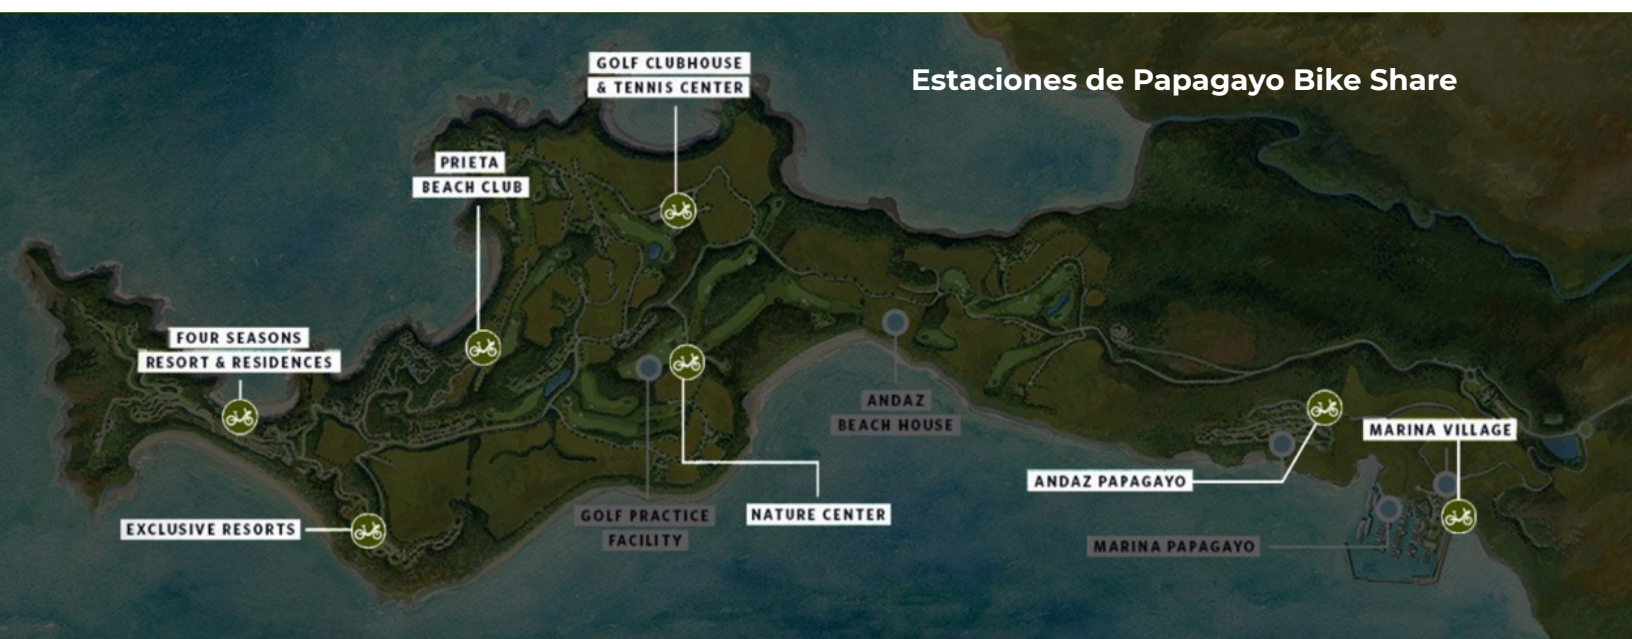 Estaciones de Papagayo Bike Share
GOLF CLUBHOUSE
& TENNIS CENTER
PRIETA
BEACH CLUB
FOUR SEASONS
RESORT & RESIDENCES
ANDAZ
BEACH HOUSE
MARINA VILLAGE
ANDAZ PAPAGAYO
EXCLUSIVE RESORTS
GOLF PRACTICE
FACILITY
NATURE CENTER
MARINA PAPAGAYO